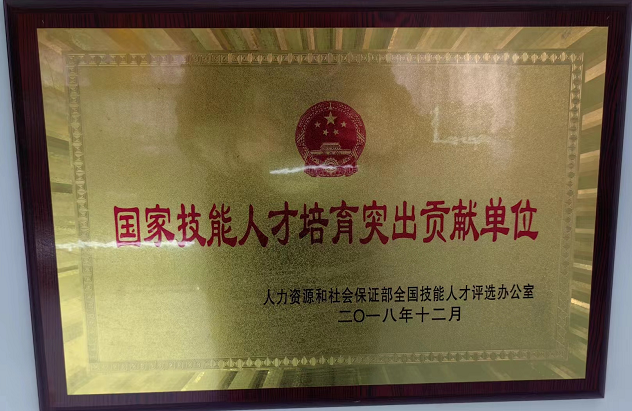 国家技能人才培育突出贡献单位
人力资源和社会保证部全国技能人才评选办公室
二〇一八年十二月